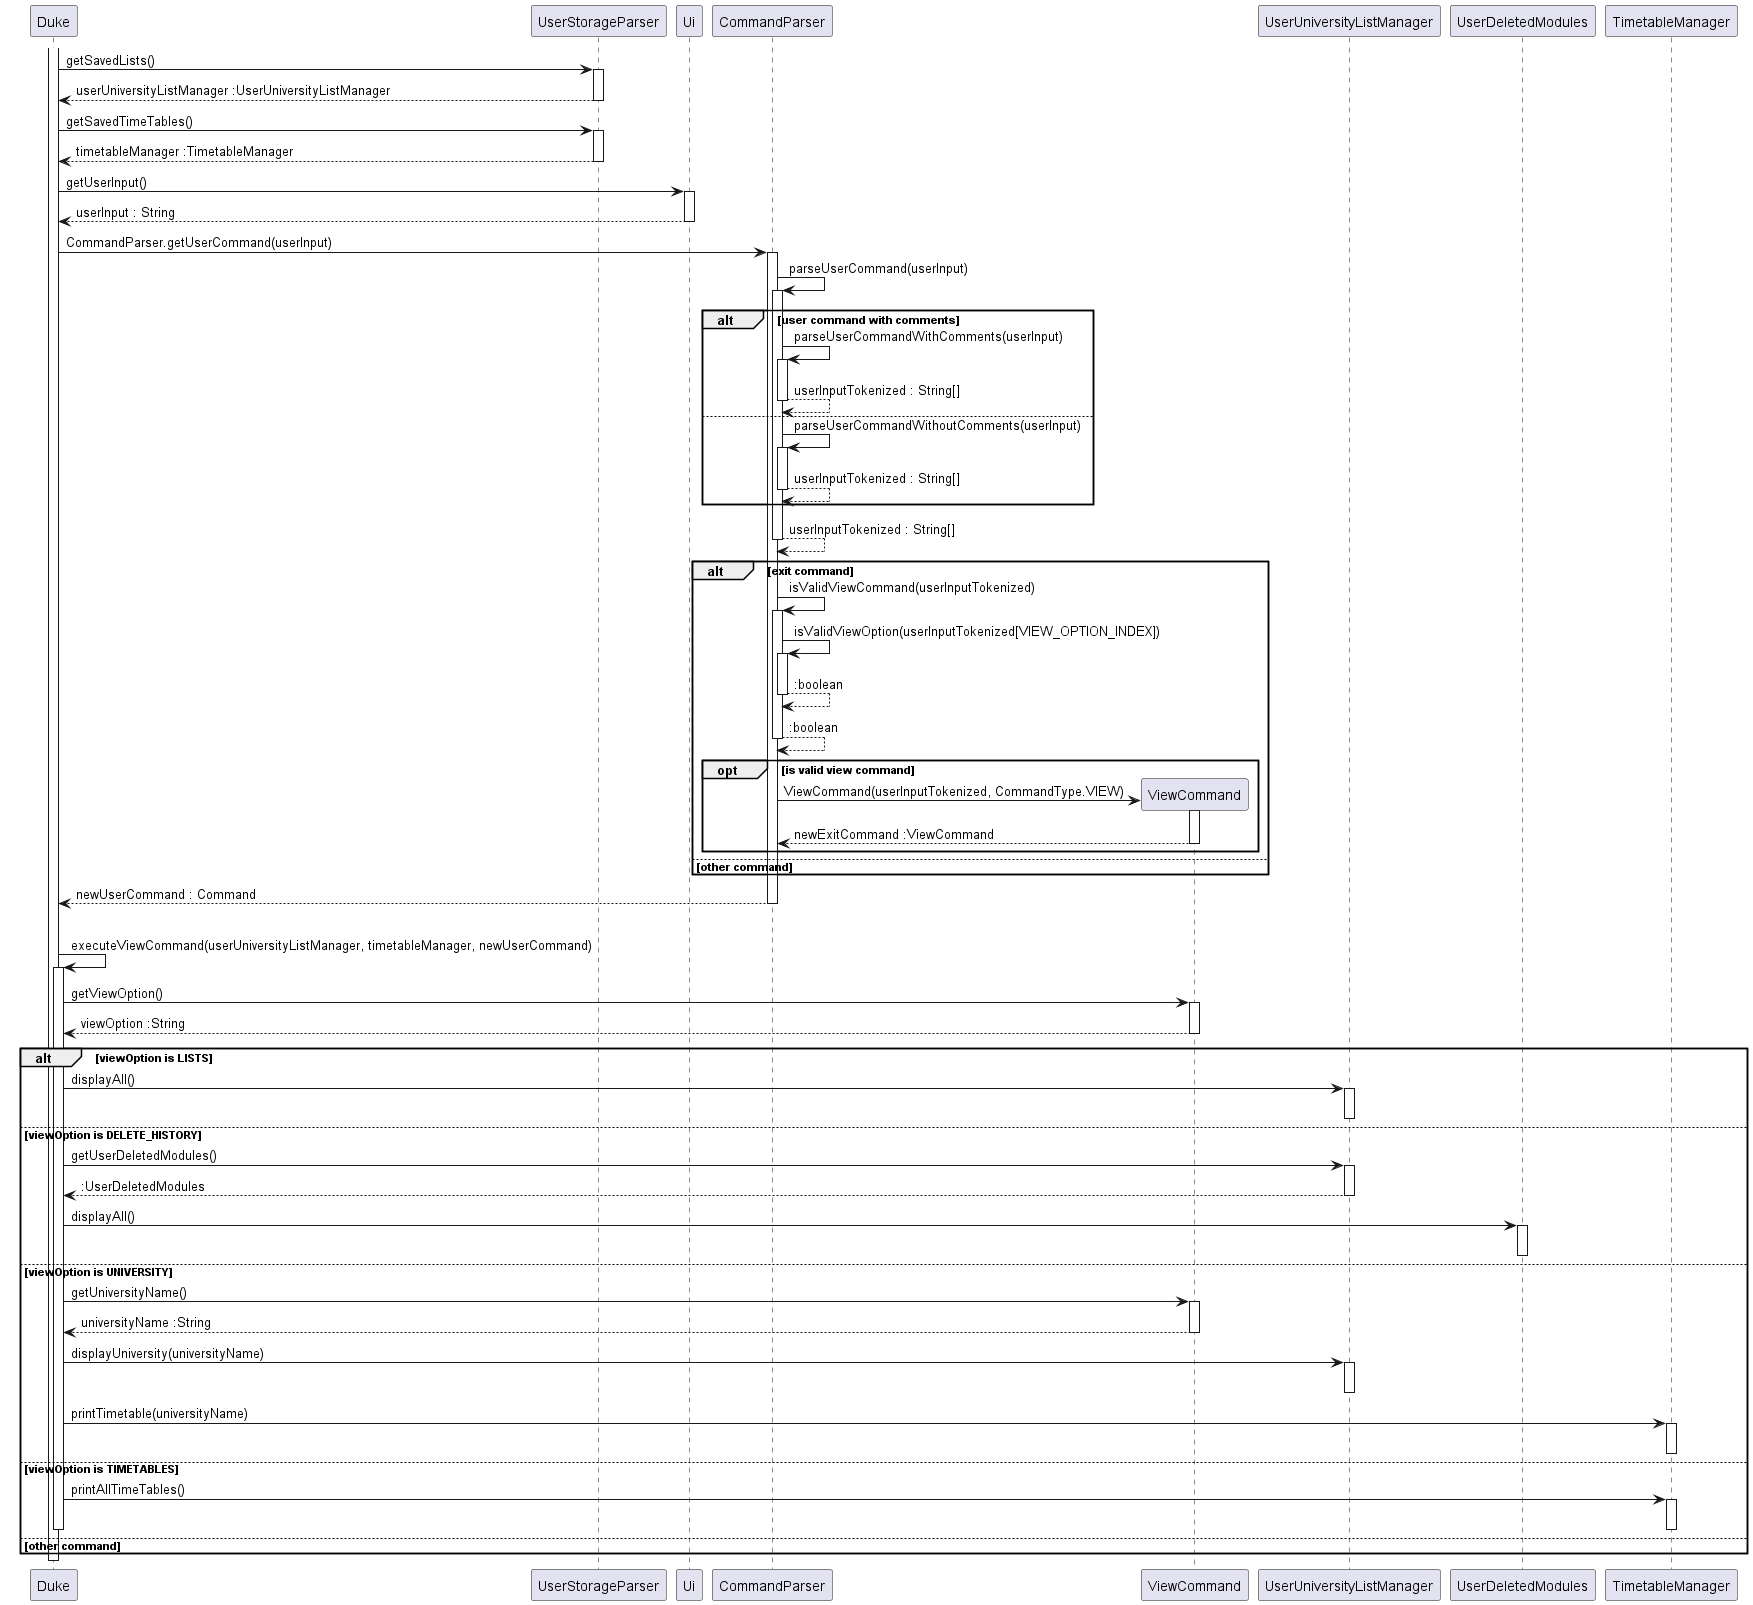 Duke
UserStorageParser
Ui
CommandParser
UserUniversityListManager
UserDeletedModules
TimetableManager
getSavedLists()
userUniversityListManager :UserUniversityListManager
getSavedTimeTables()
timetableManager :TimetableManager
getUserInput()
userInput : String
CommandParser.getUserCommand(userInput)
parseUserCommand(userInput)
alt
[user command with comments]
parseUserCommandWithComments(userInput)
userInputTokenized : String[]
parseUserCommandWithoutComments(userInput)
userInputTokenized : String[]
userInputTokenized : String[]
alt
[exit command]
isValidViewCommand(userInputTokenized)
isValidViewOption(userInputTokenized[VIEW_OPTION_INDEX])
:boolean
:boolean
opt
[is valid view command]
ViewCommand(userInputTokenized, CommandType.VIEW)
ViewCommand
newExitCommand :ViewCommand
[other command]
newUserCommand : Command
executeViewCommand(userUniversityListManager, timetableManager, newUserCommand)
getViewOption()
viewOption :String
alt
[viewOption is LISTS]
displayAll()
[viewOption is DELETE_HISTORY]
getUserDeletedModules()
:UserDeletedModules
displayAll()
[viewOption is UNIVERSITY]
getUniversityName()
universityName :String
displayUniversity(universityName)
printTimetable(universityName)
[viewOption is TIMETABLES]
printAllTimeTables()
[other command]
Duke
UserStorageParser
Ui
CommandParser
ViewCommand
UserUniversityListManager
UserDeletedModules
TimetableManager